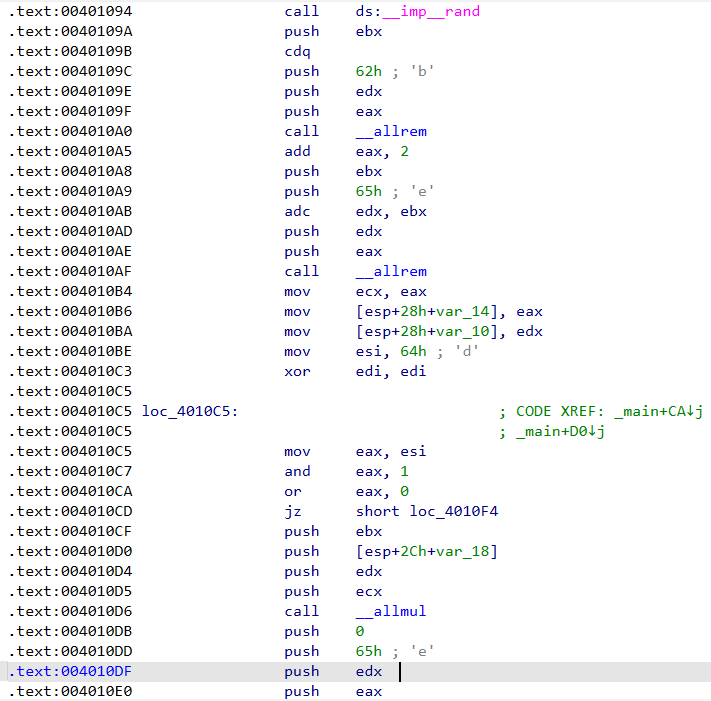 .text:00401094 call ds:__imp__rand
.text:0040109A push ebx
.text:0040109B cdq
.text:0040109C push 62h ; 'b'
.text:0040109E push edx
.text:0040109F push eax
.text:004010A0 call __allrem
.text:004010A5 add eax, 2
.text:004010A8 push ebx
.text:004010A9 push 65h ; 'e'
.text:004010AB adc edx, ebx
.text:004010AD push edx
.text:004010AE push eax
.text:004010AF call __allrem
.text:004010B4 mov ecx, eax
.text:004010B6 mov [esp+28h+var_14], eax
.text:004010BA mov [esp+28h+var_10], edx
.text:004010BE mov esi, 64h ; 'd'
.text:004010C3 xor edi, edi
.text:004010C5
.text:004010C5 loc_4010C5: ; CODE XREF: _main+CA↓j
.text:004010C5 ; _main+D0↓j
.text:004010C5 mov eax, esi
.text:004010C7 and eax, 1
.text:004010CA or eax, 0
.text:004010CD jz short loc_4010F4
.text:004010CF push ebx
.text:004010D0 push [esp+2Ch+var_18]
.text:004010D4 push edx
.text:004010D5 push ecx
.text:004010D6 call __allmul
.text:004010DB push 0
.text:004010DD push 65h ; 'e'
.text:004010DF push edx
.text:004010E0 push eax